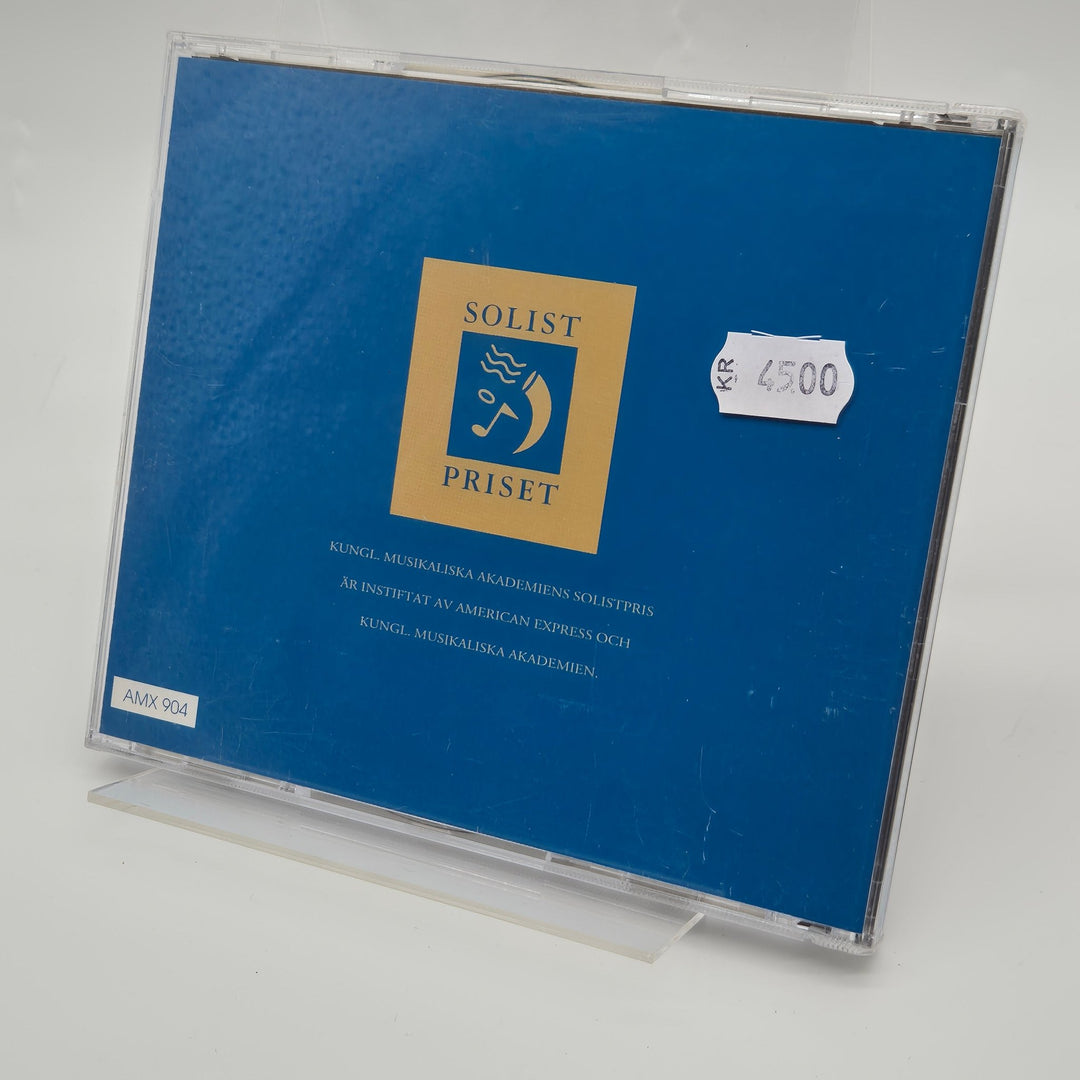 SOLIST
PRISET
KR 45.00
KUNGL. MUSIKALISKA AKADEMIENS SOLISTPRIS
ÄR INSTIFTAT AV AMERICAN EXPRESS OCH
KUNGL. MUSIKALISKA AKADEMIEN.
AMX 904